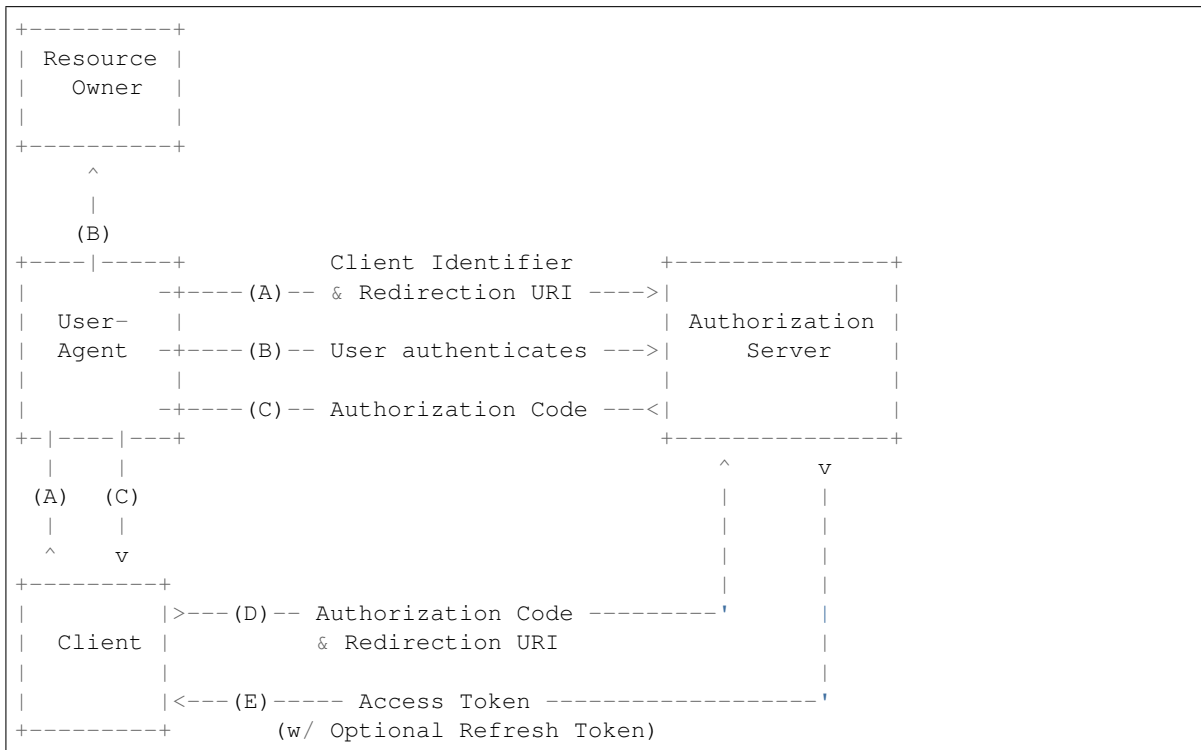 +----------+
| Resource |
|   Owner  |
|          |
+----------+
     ^
     |
    (B)
+----|-----+          Client Identifier      +---------------+
|         -+----(A)-- & Redirection URI ---->|               |
|  User-   |                                 | Authorization |
|  Agent  -+----(B)-- User authenticates --->|     Server    |
|          |                                 |               |
|         -+----(C)-- Authorization Code ---<|               |
+-|----|---+                                 +---------------+
  |    |                                         ^      v
 (A)  (C)                                        |      |
  |    |                                         |      |
  ^    v                                         |      |
+---------+                                      |      |
|         |>---(D)-- Authorization Code ---------'      |
|  Client |          & Redirection URI                  |
|         |                                             |
|         |<---(E)----- Access Token -------------------'
+---------+       (w/ Optional Refresh Token)